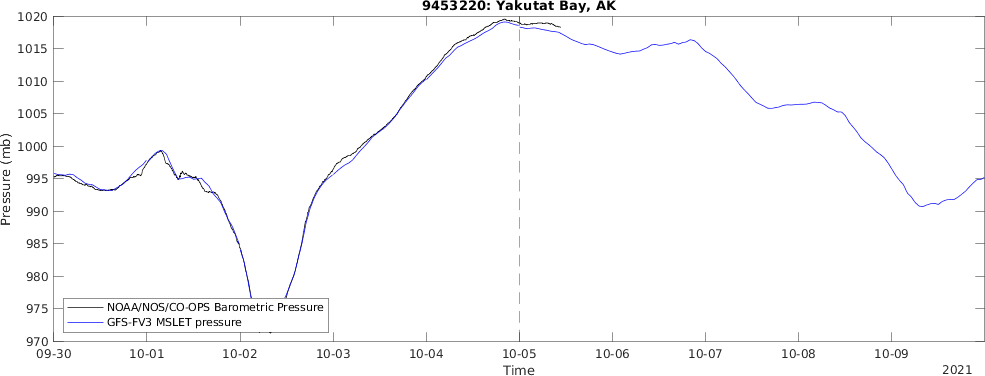 9453220: Yakutat Bay, AK
1020
1015
1010
1005
1000
995
990
985
980
975
970
Pressure (mb)
NOAA/NOS/CO-OPS Barometric Pressure
GFS-FV3 MSLET pressure
09-30 10-01 10-02 10-03 10-04 10-05 10-06 10-07 10-08 10-09
Time
2021